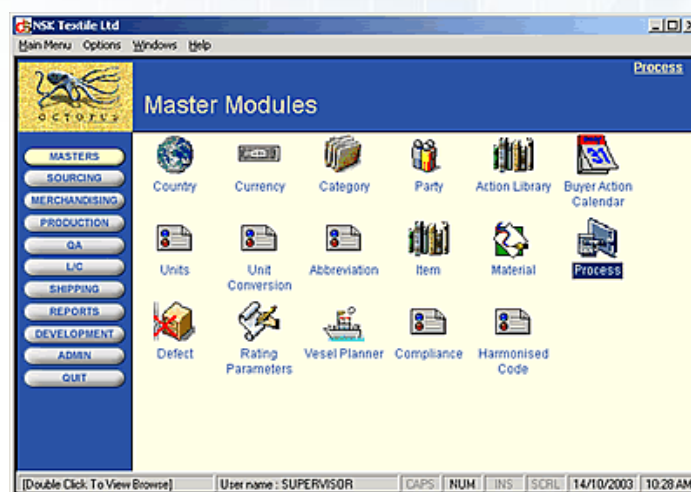 NSK Textile Ltd
Main Menu Options Windows Help
Process
OCTOPUS
Master Modules
MASTERS
SOURCING
MERCHANDISING
PRODUCTION
QA
L/C
SHIPPING
REPORTS
DEVELOPMENT
ADMIN
QUIT
Country Currency Category Party Action Library Buyer Action
Calendar
31
Units Unit Abbreviation Item Material Process
Conversion
Defect Rating Vessel Planner Compliance Harmonised
Parameters Code
[Double Click To View Browse] User name : SUPERVISOR CAPS NUM INS SCRL 14/10/2003 10:28 AM